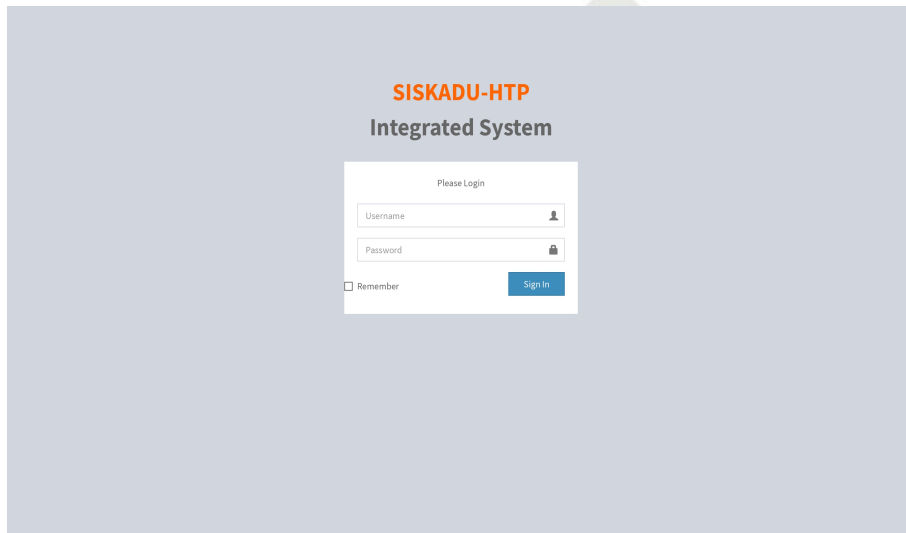 SISKADU-HTP
Integrated System
Please Login
Username
Password
Remember
Sign In